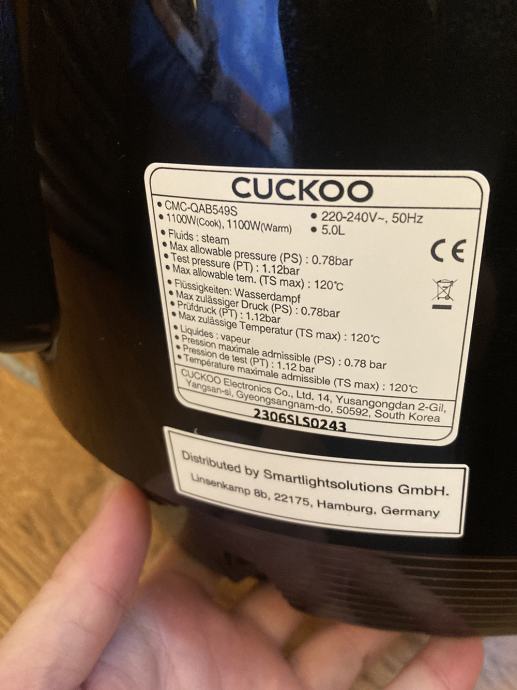 CUCKOO
• CMC-QAB549S • 220-240V~, 50Hz
• 1100W(Cook), 1100W(Warm) • 5.0L
• Fluids : steam
• Max allowable pressure (PS) : 0.78bar
• Test pressure (PT) : 1.12bar
• Max allowable tem. (TS max) : 120℃
• Flüssigkeiten: Wasserdampf
• Max zulässiger Druck (PS) : 0.78bar
• Prüfdruck (PT) : 1.12bar
• Max zulässige Temperatur (TS max) : 120℃
• Liquides : vapeur
• Pression maximale admissible (PS) : 0.78 bar
• Pression de test (PT) : 1.12 bar
• Température maximale admissible (TS max) : 120℃
CE
CUCKOO Electronics Co., Ltd, 14, Yusangongdan 2-Gil,
Yangsan-si, Gyeongsangnam-do, 50592, South Korea
2306SLS0243
Distributed by Smartlightsolutions GmbH.
Linsenkamp 8b, 22175, Hamburg, Germany